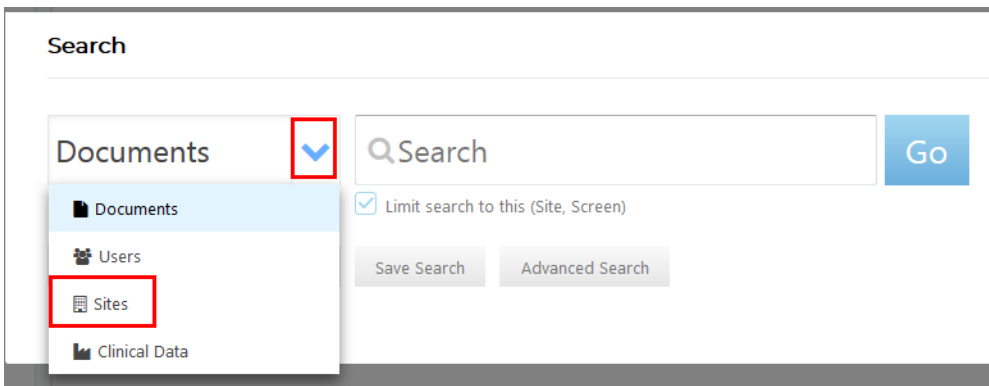 Search
Documents
Search
Go
Documents
Limit search to this (Site, Screen)
Users
Save Search
Advanced Search
Sites
Clinical Data